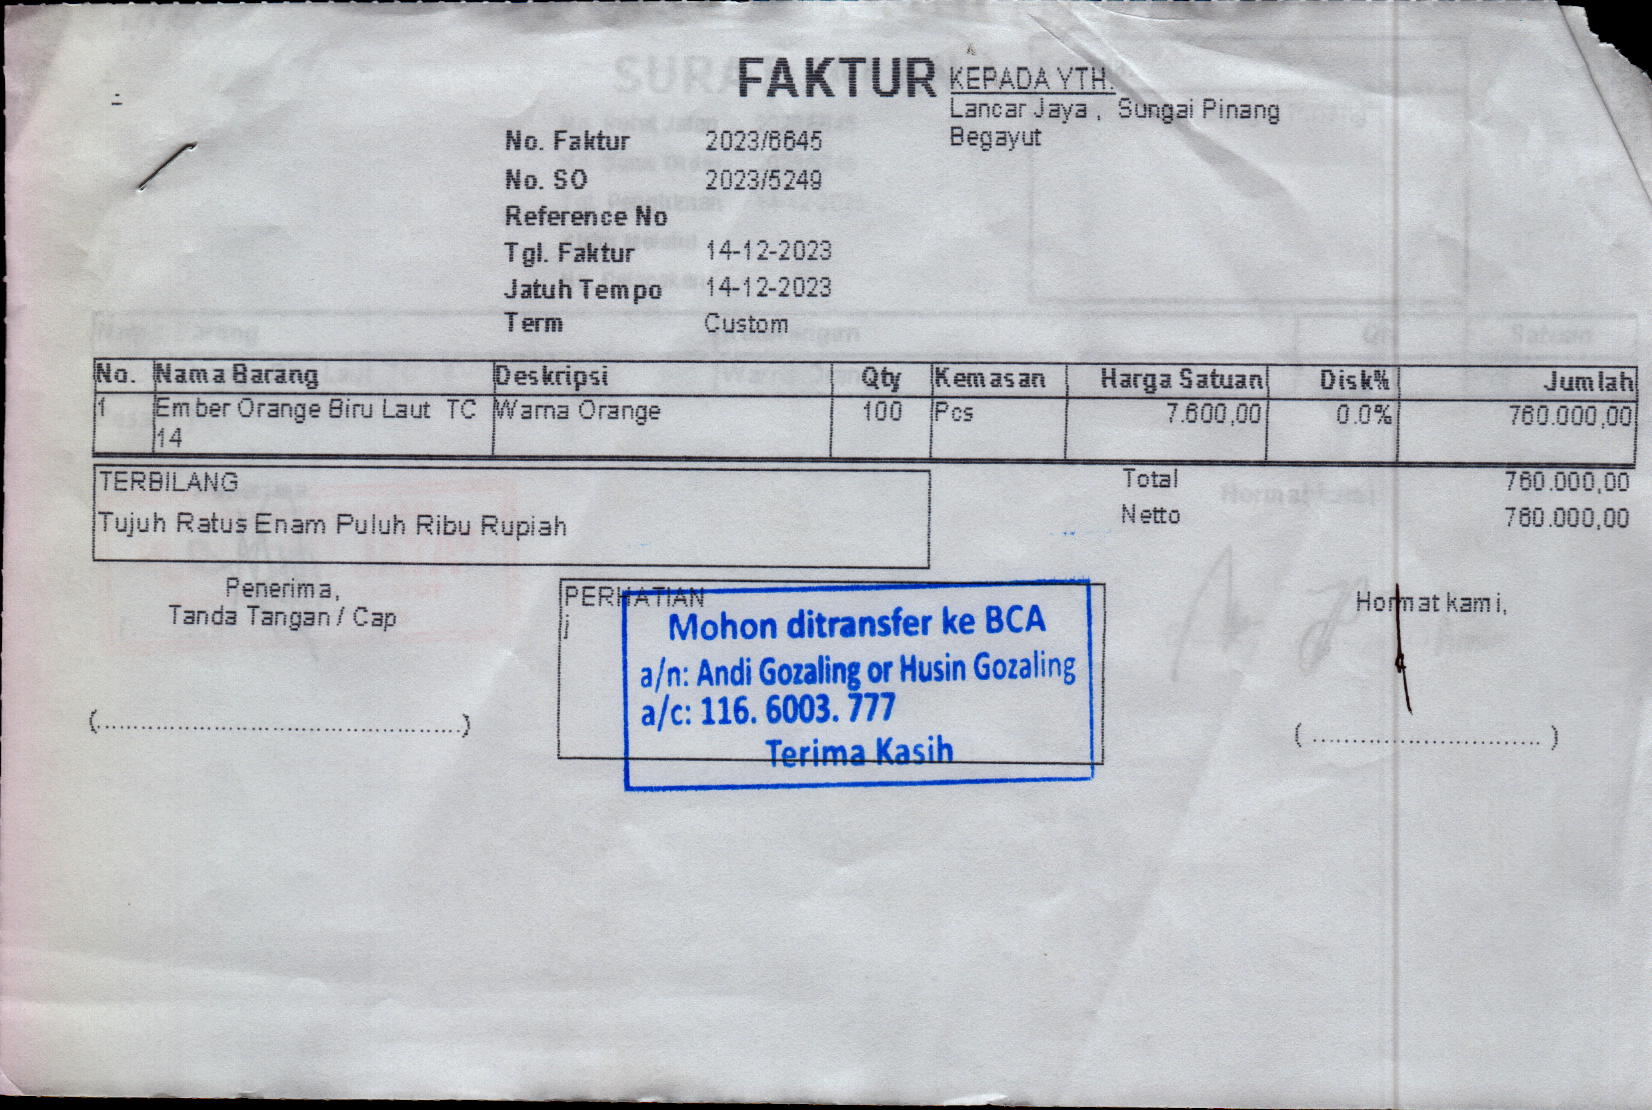 FAKTUR
KEPADA YTH.
Lancar Jaya , Sungai Pinang
Begayut
No. Faktur 2023/6645
No. SO 2023/5249
Reference No
Tgl. Faktur 14-12-2023
Jatuh Tempo 14-12-2023
Term Custom
No. Nama Barang Deskripsi Qty Kemasan Harga Satuan Disk% Jumlah
1 Ember Orange Biru Laut TC Warna Orange 100 Pcs 7.600,00 0.0% 760.000,00
14
TERBILANG
Tujuh Ratus Enam Puluh Ribu Rupiah
Total 760.000,00
Netto 760.000,00
Penerima,
Tanda Tangan / Cap
(................................................)
PERHATIAN
j
Mohon ditransfer ke BCA
a/n: Andi Gozaling or Husin Gozaling
a/c: 116. 6003. 777
Terima Kasih
Hormat kami,
( .............................. )